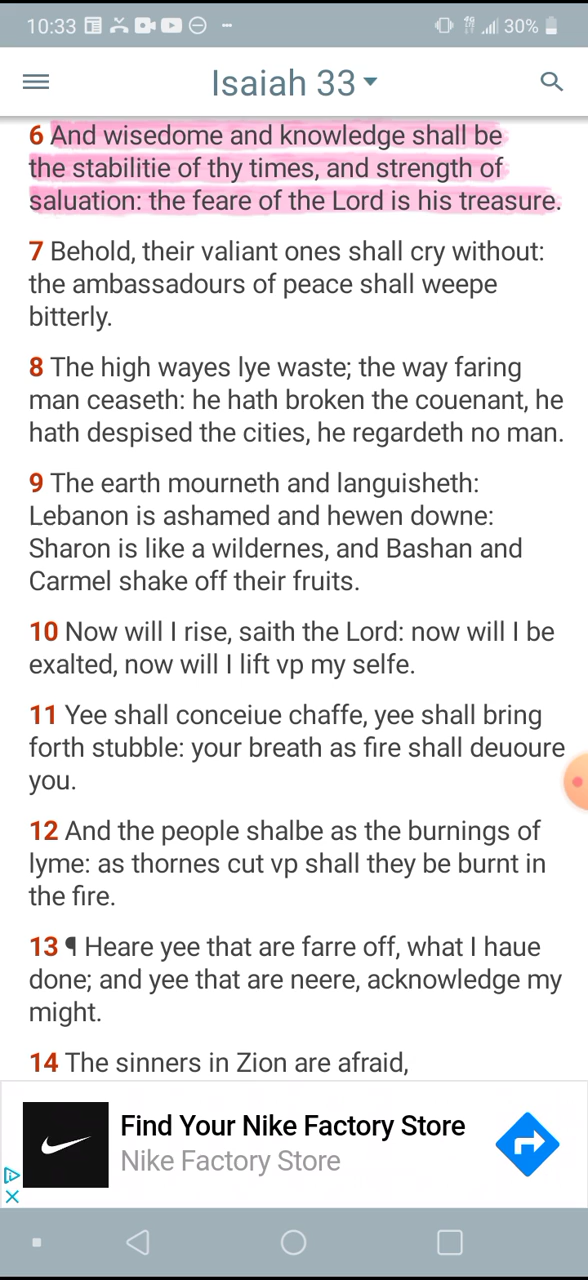 10:33
30%
Isaiah 33
6 And wisedome and knowledge shall be
the stabilitie of thy times, and strength of
saluation: the feare of the Lord is his treasure.
7 Behold, their valiant ones shall cry without:
the ambassadours of peace shall weepe
bitterly.
8 The high wayes lye waste; the way faring
man ceaseth: he hath broken the couenant, he
hath despised the cities, he regardeth no man.
9 The earth mourneth and languisheth:
Lebanon is ashamed and hewen downe:
Sharon is like a wildernes, and Bashan and
Carmel shake off their fruits.
10 Now will I rise, saith the Lord: now will I be
exalted, now will I lift vp my selfe.
11 Yee shall conceiue chaffe, yee shall bring
forth stubble: your breath as fire shall deuoure
you.
12 And the people shalbe as the burnings of
lyme: as thornes cut vp shall they be burnt in
the fire.
13 ¶ Heare yee that are farre off, what I haue
done; and yee that are neere, acknowledge my
might.
14 The sinners in Zion are afraid,
Find Your Nike Factory Store
Nike Factory Store